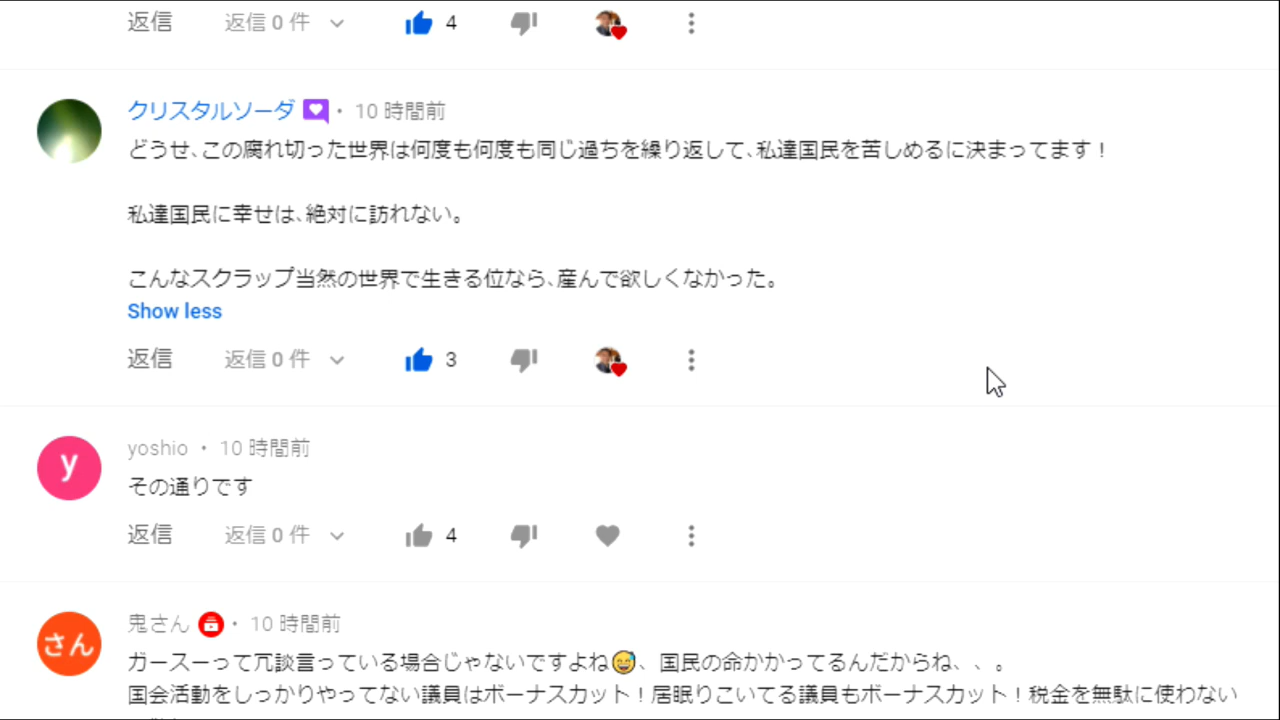 返信 返信 0 件 4
クリスタルソーダ ・ 10 時間前
どうせ､この腐れ切った世界は何度も何度も同じ過ちを繰り返して､私達国民を苦しめるに決まってます！
私達国民に幸せは､絶対に訪れない。
こんなスクラップ当然の世界で生きる位なら､産んで欲しくなかった。
Show less
返信 返信 0 件 3
y
yoshio ・ 10 時間前
その通りです
返信 返信 0 件 4
さん
鬼さん ・ 10 時間前
ガースーって冗談言っている場合じゃないですよね😅、国民の命かかってるんだからね、、。
国会活動をしっかりやってない議員はボーナスカット！居眠りこいてる議員もボーナスカット！税金を無駄に使わない